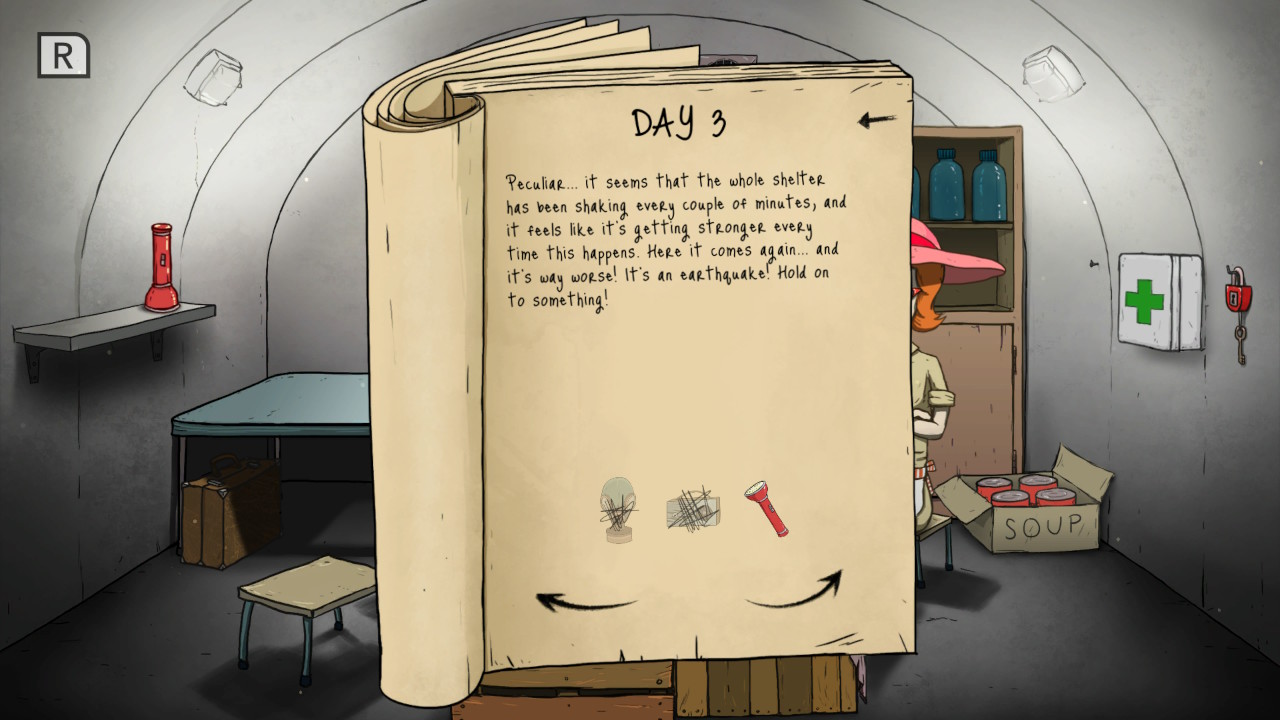 R
DAY 3
Peculiar... it seems that the whole shelter
has been shaking every couple of minutes, and
it feels like it's getting stronger every
time this happens. Here it comes again... and
it's way worse! It's an earthquake! Hold on
to something!
SOUP